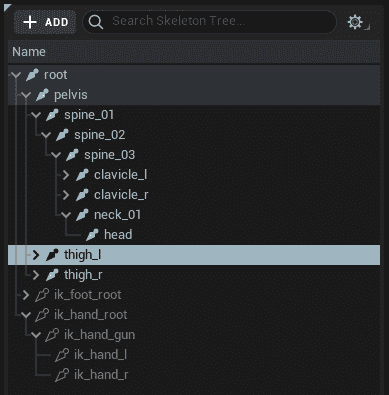 ADD Search Skeleton Tree...
Name
root
pelvis
spine_01
spine_02
spine_03
clavicle_l
clavicle_r
neck_01
head
thigh_l
thigh_r
ik_foot_root
ik_hand_root
ik_hand_gun
ik_hand_l
ik_hand_r